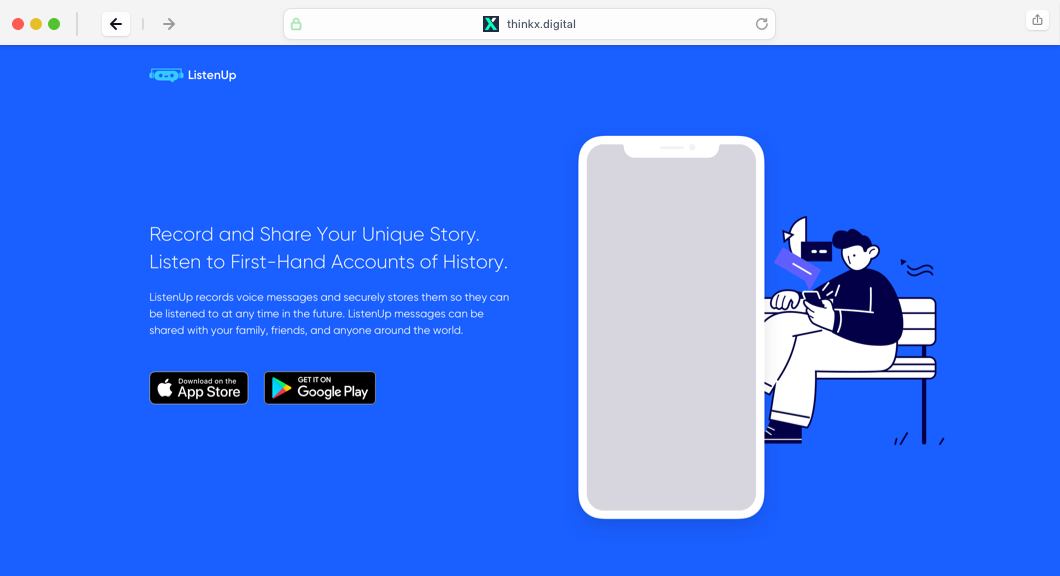 thinkx.digital
ListenUp
Record and Share Your Unique Story.
Listen to First-Hand Accounts of History.
ListenUp records voice messages and securely stores them so they can
be listened to at any time in the future. ListenUp messages can be
shared with your family, friends, and anyone around the world.
Download on the
App Store
GET IT ON
Google Play